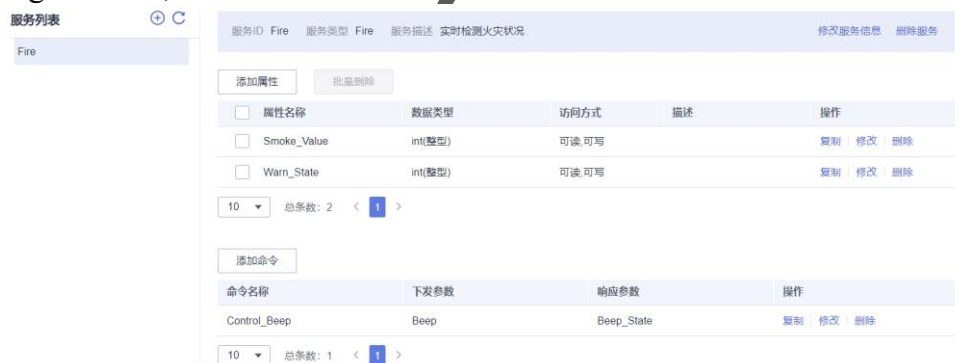 服务列表
Fire
服务ID Fire 服务类型 Fire 服务描述 实时检测火灾状况 修改服务信息 删除服务
添加属性 批量删除
属性名称 数据类型 访问方式 描述 操作
Smoke_Value int(整型) 可读,可写 复制 修改 删除
Warn_State int(整型) 可读,可写 复制 修改 删除
10 总条数: 2 < 1 >
添加命令
命令名称 下发参数 响应参数 操作
Control_Beep Beep Beep_State 复制 修改 删除
10 总条数: 1 < 1 >